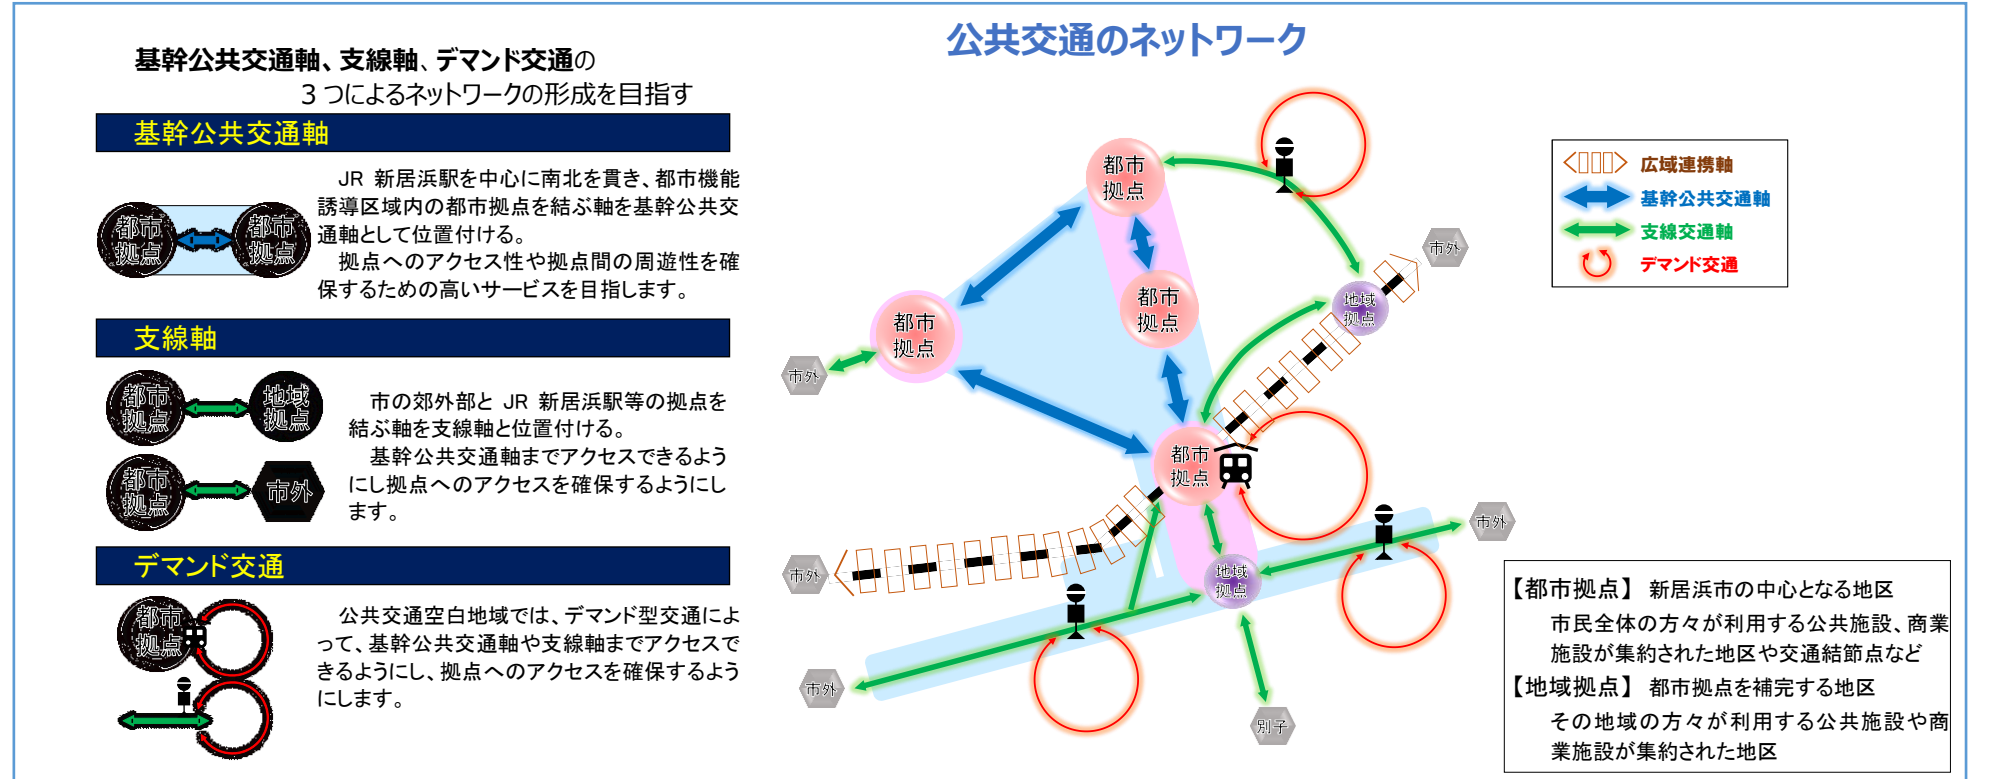 公共交通のネットワーク
基幹公共交通軸、支線軸、デマンド交通の
3つによるネットワークの形成を目指す
基幹公共交通軸
都市
拠点
都市
拠点
JR 新居浜駅を中心に南北を貫き、都市機能
誘導区域内の都市拠点を結ぶ軸を基幹公共交
通軸として位置付ける。
拠点へのアクセス性や拠点間の周遊性を確
保するための高いサービスを目指します。
支線軸
都市
拠点
地域
拠点
都市
拠点
市外
市の郊外部と JR 新居浜駅等の拠点を
結ぶ軸を支線軸と位置付ける。
基幹公共交通軸までアクセスできるよう
にし拠点へのアクセスを確保するようにし
ます。
デマンド交通
都市
拠点
公共交通空白地域では、デマンド型交通によ
って、基幹公共交通軸や支線軸までアクセスで
きるようにし、拠点へのアクセスを確保するよう
にします。
都市
拠点
市外
都市
拠点
地域
拠点
都市
拠点
市外
都市
拠点
市外
市外
地域
拠点
市外
別子
広域連携軸
基幹公共交通軸
支線交通軸
デマンド交通
【都市拠点】 新居浜市の中心となる地区
市民全体の方々が利用する公共施設、商業
施設が集約された地区や交通結節点など
【地域拠点】 都市拠点を補完する地区
その地域の方々が利用する公共施設や商
業施設が集約された地区